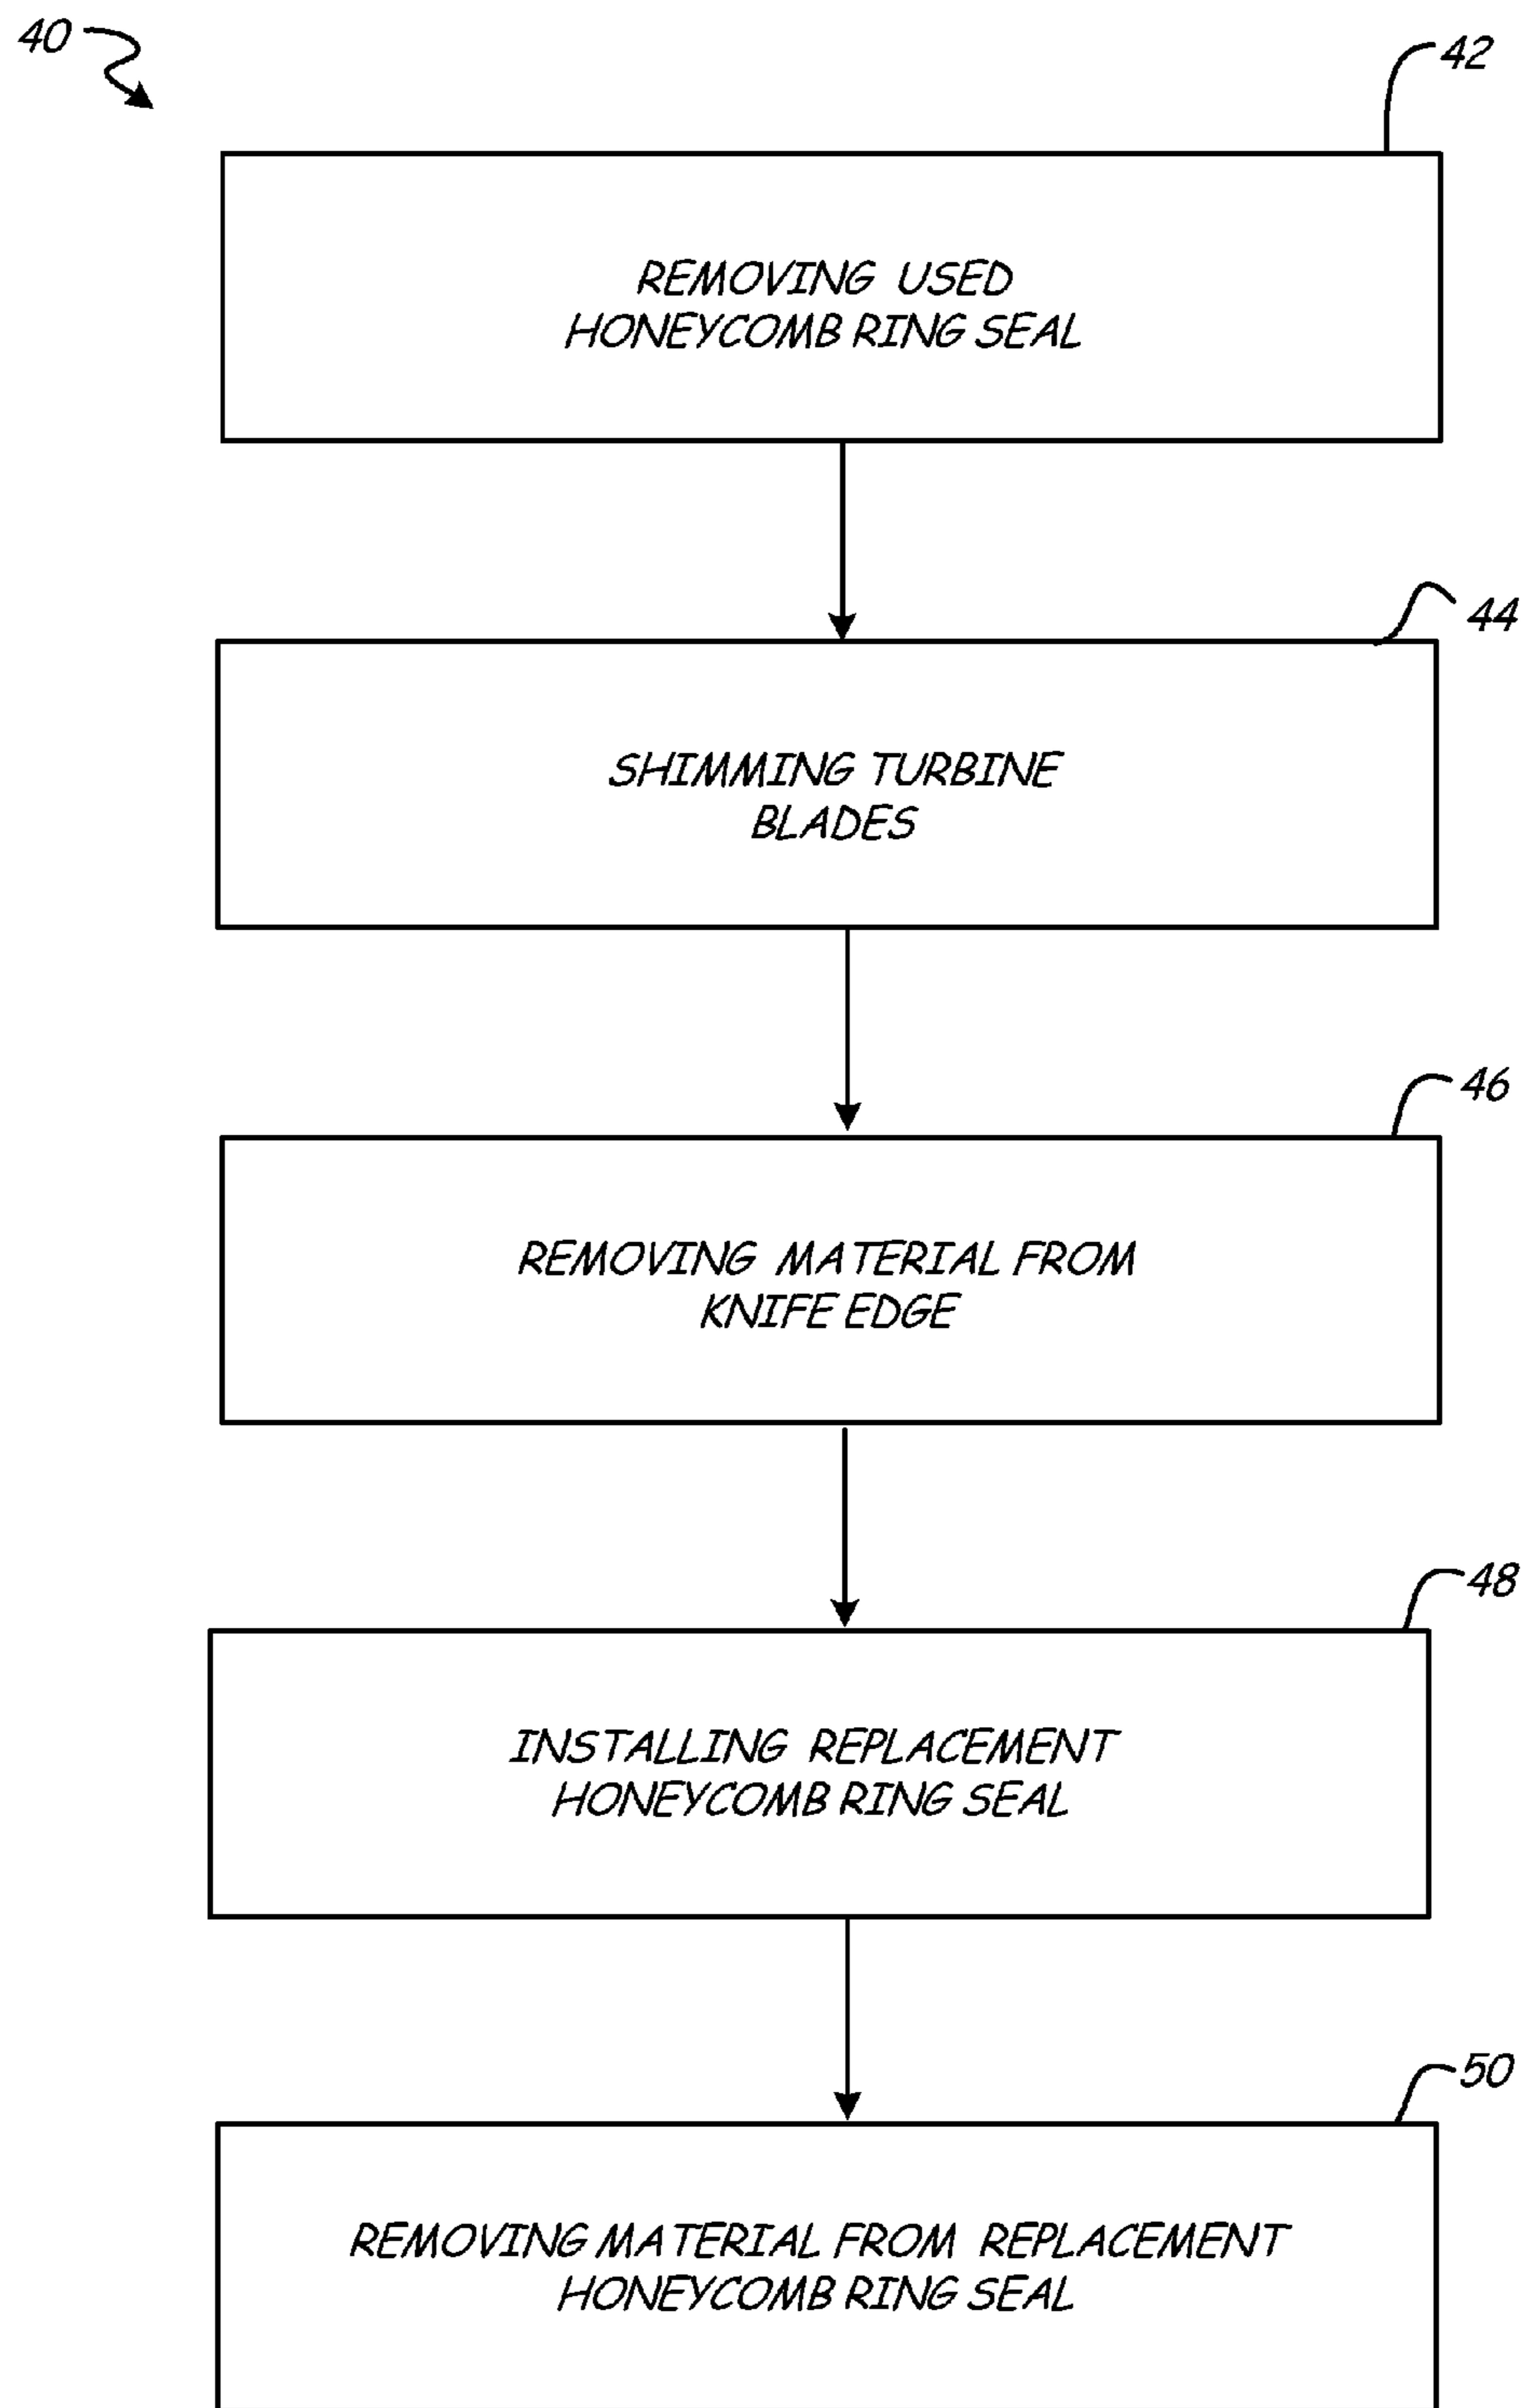 40
42
REMOVING USED
HONEYCOMB RING SEAL
44
SHIMMING TURBINE
BLADES
46
REMOVING MATERIAL FROM
KNIFE EDGE
48
INSTALLING REPLACEMENT
HONEYCOMB RING SEAL
50
REMOVING MATERIAL FROM REPLACEMENT
HONEYCOMB RING SEAL